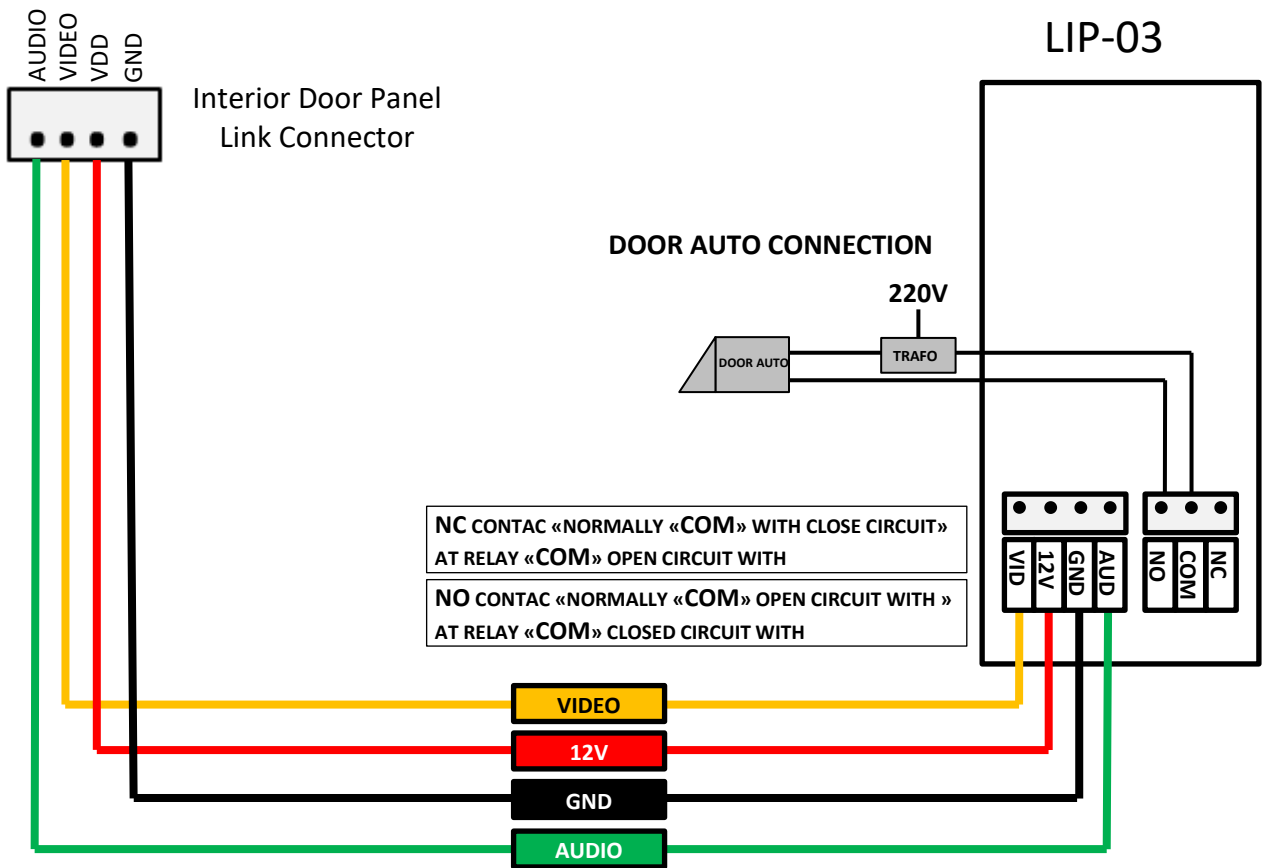 LIP-03
AUDIO
VIDEO
VDD
GND
Interior Door Panel
Link Connector
DOOR AUTO CONNECTION
220V
DOOR AUTO
TRAFO
NC CONTAC «NORMALLY «COM» WITH CLOSE CIRCUIT»
AT RELAY «COM» OPEN CIRCUIT WITH
NO CONTAC «NORMALLY «COM» OPEN CIRCUIT WITH »
AT RELAY «COM» CLOSED CIRCUIT WITH
VID
12V
GND
AUD
NO
COM
NC
VIDEO
12V
GND
AUDIO